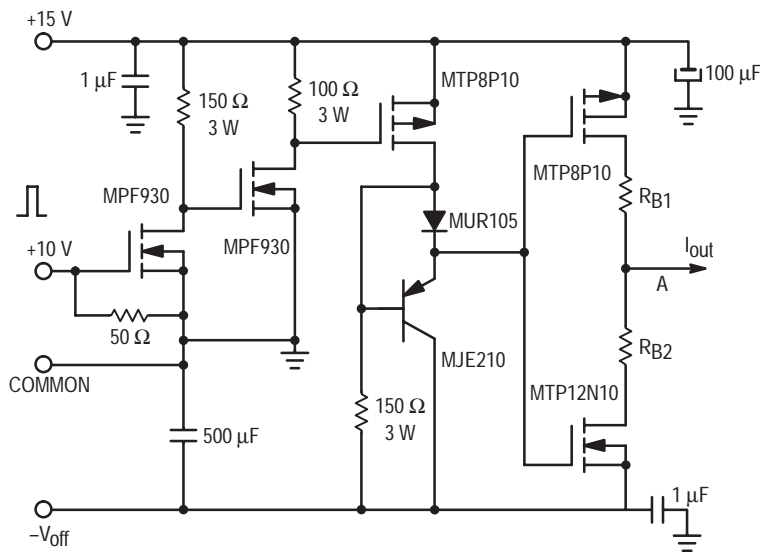 +15 V
1 μF
150 Ω
3 W
100 Ω
3 W
MTP8P10
100 μF
MPF930
MTP8P10
MUR105
RB1
+10 V
MPF930
Iout
A
50 Ω
MJE210
RB2
COMMON
MTP12N10
150 Ω
3 W
500 μF
1 μF
–Voff